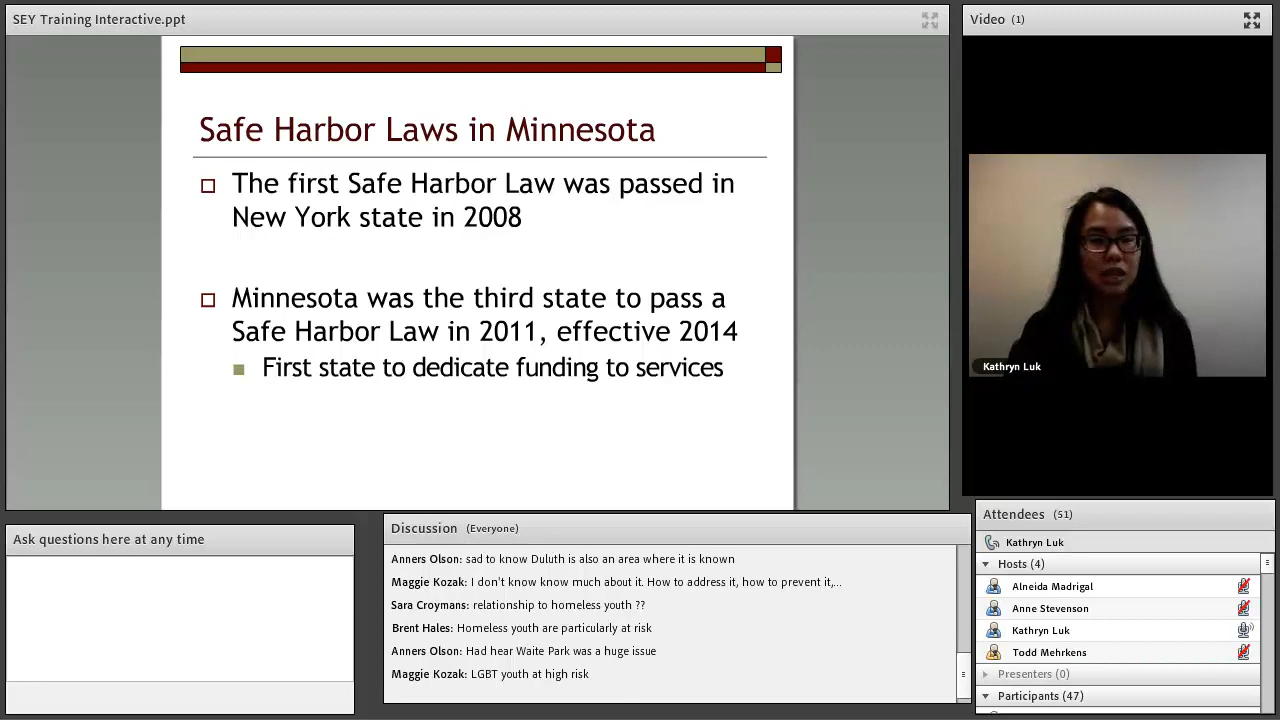 SEY Training Interactive.ppt
Safe Harbor Laws in Minnesota
The first Safe Harbor Law was passed in
New York state in 2008
Minnesota was the third state to pass a
Safe Harbor Law in 2011, effective 2014
First state to dedicate funding to services
Video (1)
Kathryn Luk
Ask questions here at any time
Discussion (Everyone)
Anners Olson: sad to know Duluth is also an area where it is known
Maggie Kozak: I don't know know much about it. How to address it, how to prevent it,...
Sara Croymans: relationship to homeless youth ??
Brent Hales: Homeless youth are particularly at risk
Anners Olson: Had hear Waite Park was a huge issue
Maggie Kozak: LGBT youth at high risk
Attendees (51)
Kathryn Luk
Hosts (4)
Alneida Madrigal
Anne Stevenson
Kathryn Luk
Todd Mehrkens
Presenters (0)
Participants (47)